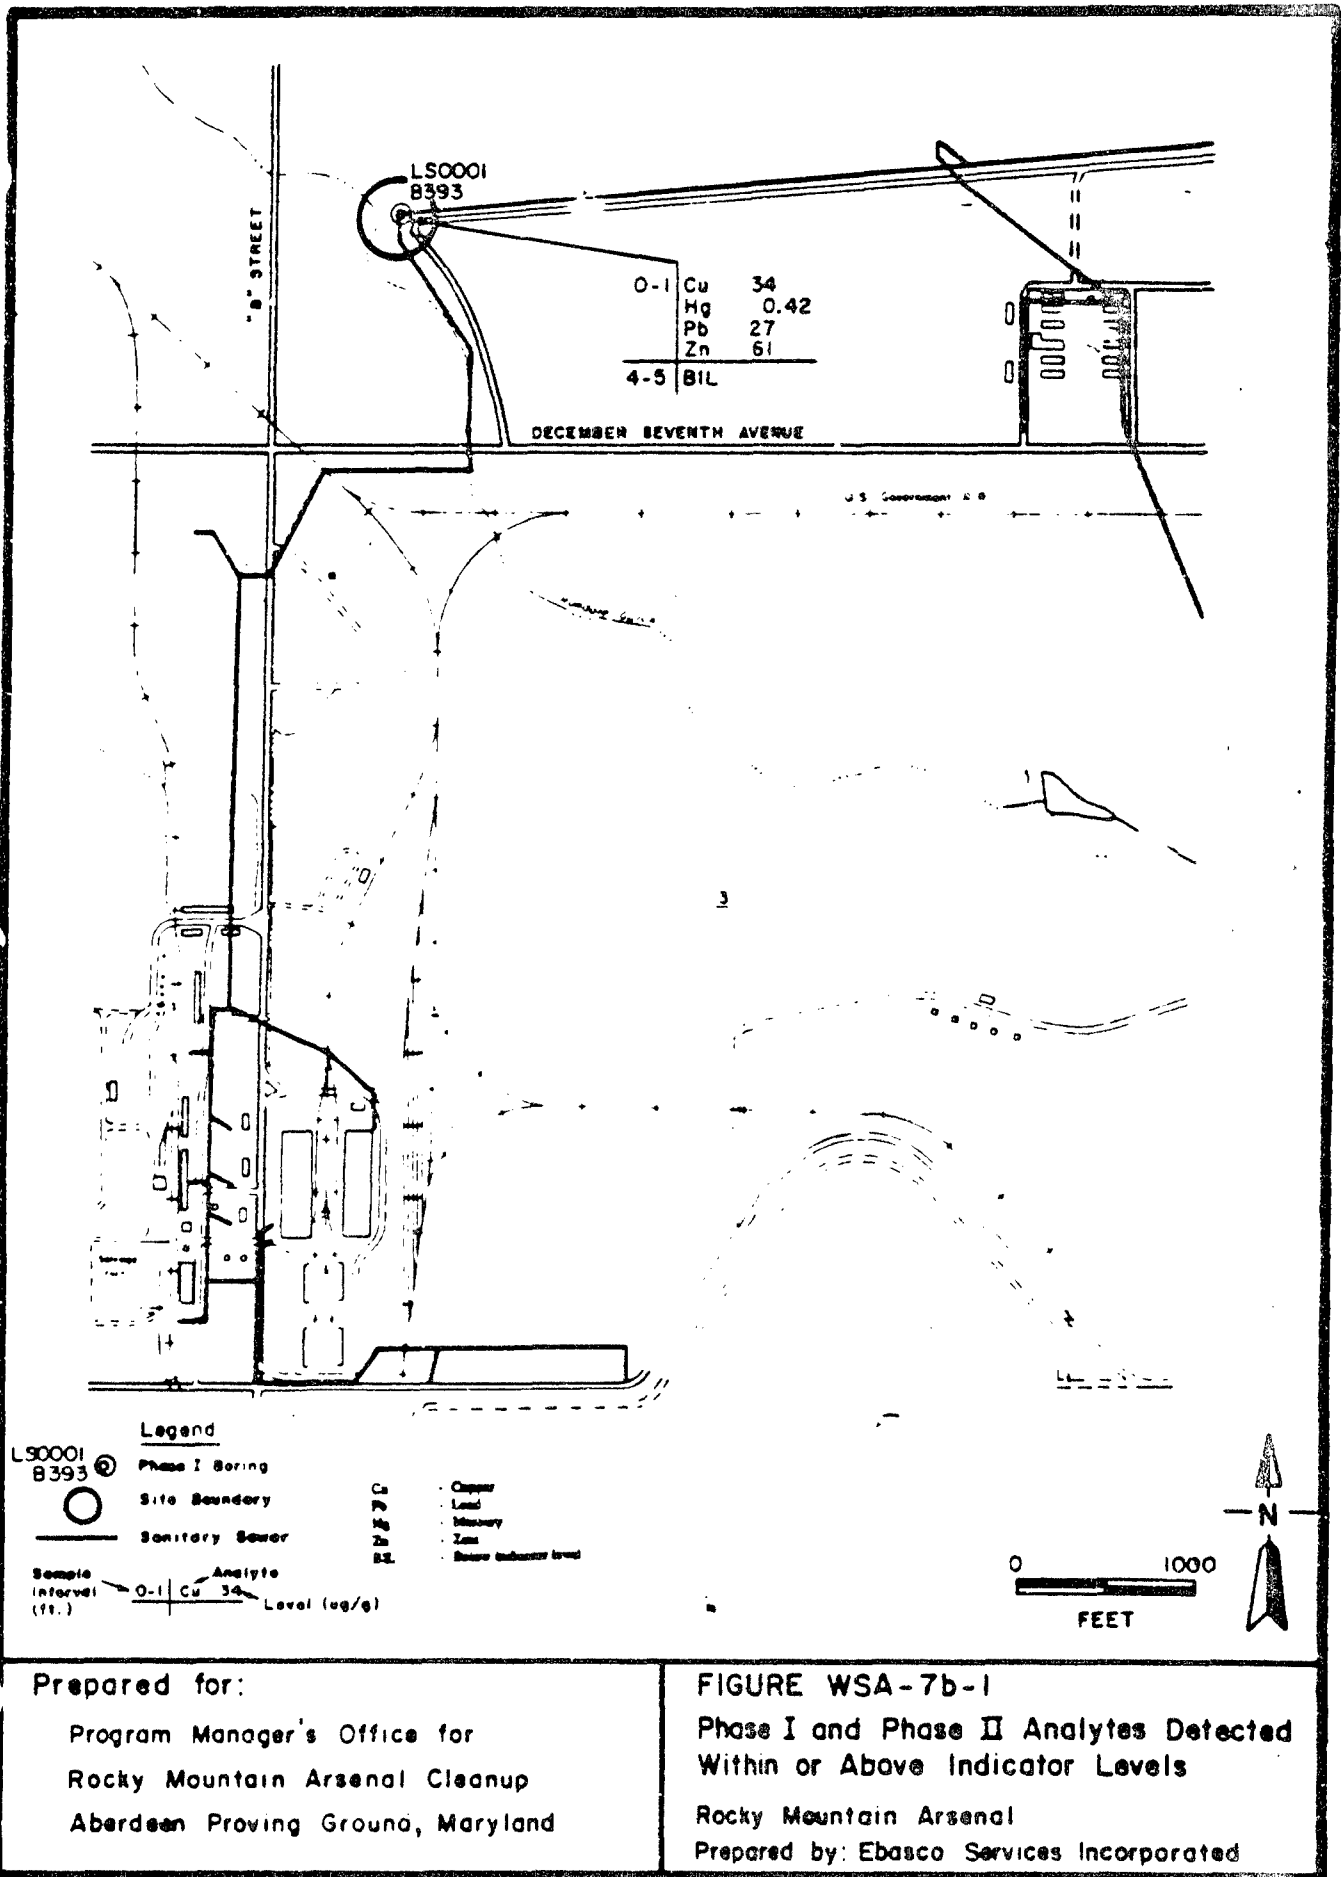 LS0001
B393
"B" STREET
0-1 Cu 34
Hg 0.42
Pb 27
Zn 61
4-5 BIL
DECEMBER SEVENTH AVENUE
U.S. Government R.R.
3
Legend
LS0001
B393
Phase I Boring
Site Boundary
Sanitary Sewer
Cu - Copper
Pb - Lead
Hg - Mercury
Zn - Zinc
BIL - Below indicator level
Sample
Interval
(ft.)
Analyte
0-1 Cu 34
Level (ug/g)
N
0 1000
FEET
Prepared for:
Program Manager's Office for
Rocky Mountain Arsenal Cleanup
Aberdeen Proving Ground, Maryland
FIGURE WSA-7b-1
Phase I and Phase II Analytes Detected
Within or Above Indicator Levels
Rocky Mountain Arsenal
Prepared by: Ebasco Services Incorporated